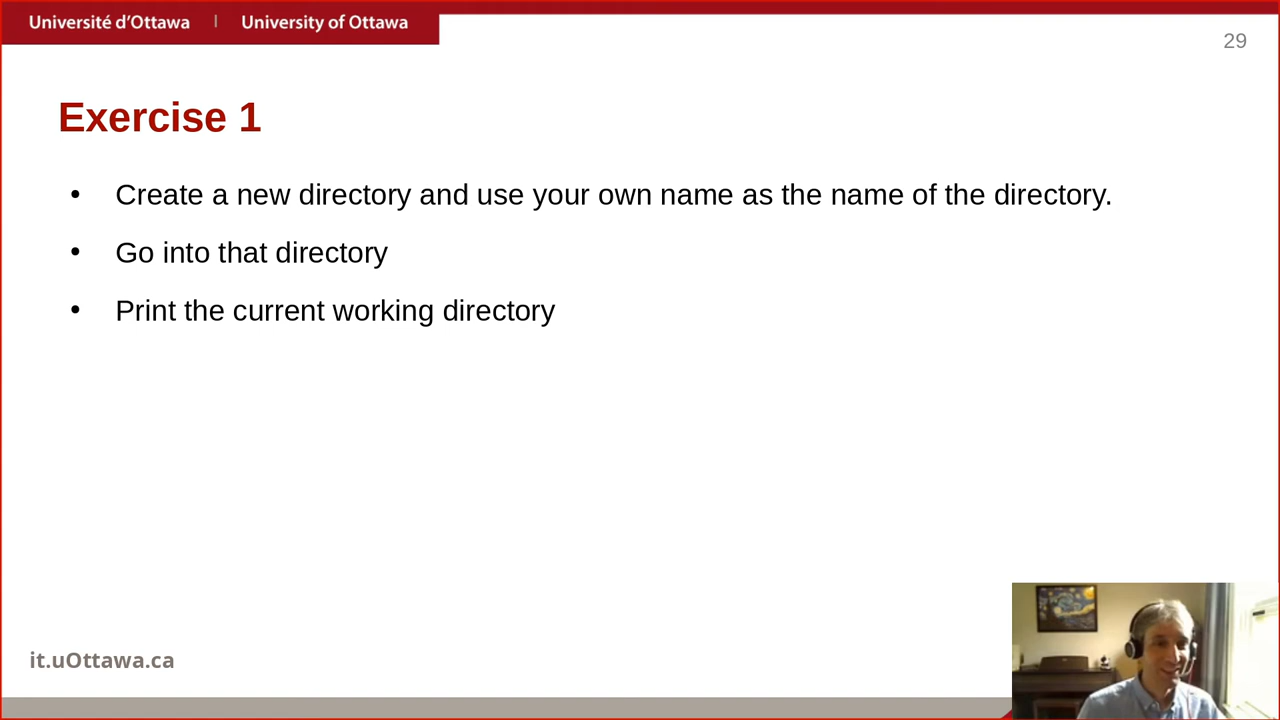 Université d'Ottawa | University of Ottawa
29
Exercise 1
• Create a new directory and use your own name as the name of the directory.
• Go into that directory
• Print the current working directory
it.uOttawa.ca